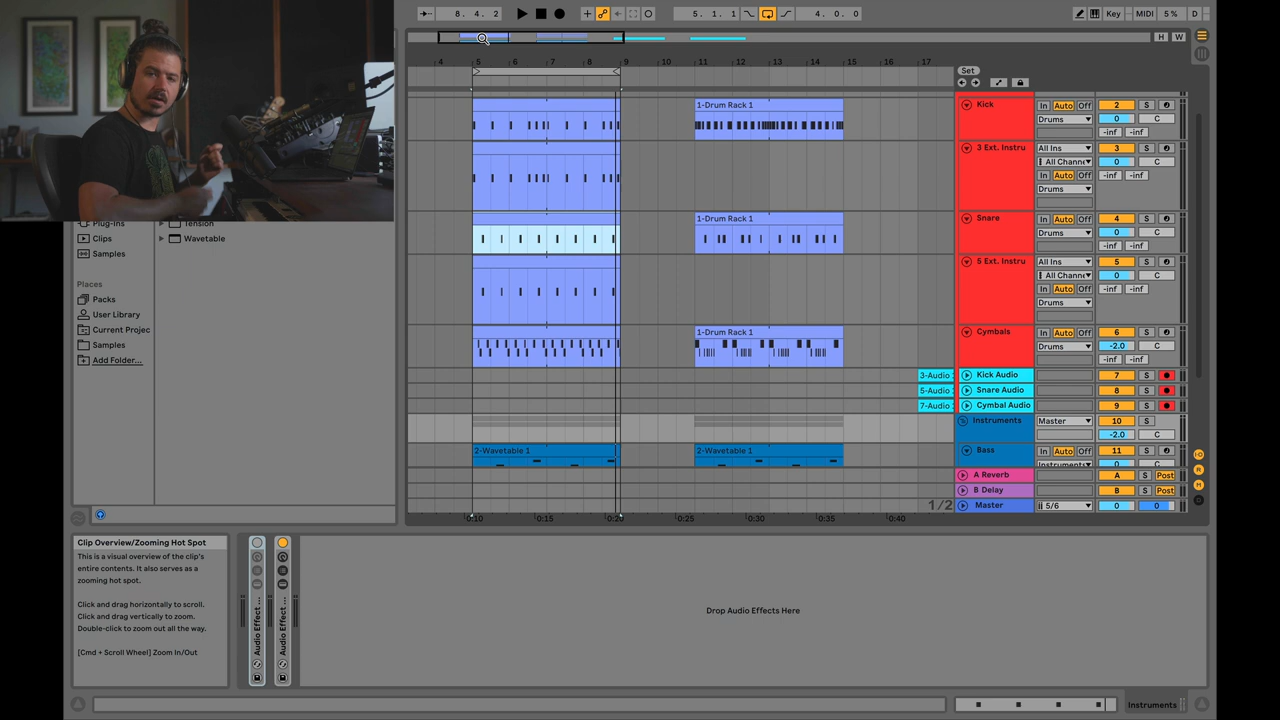 8. 4. 2
5. 1. 1
4. 0. 0
Key
MIDI
5 %
D
H
W
4
5
6
7
8
9
10
11
12
13
14
15
16
17
Set
1-Drum Rack 1
Kick
In Auto Off
2
S
Drums
0
C
-inf -inf
3 Ext. Instru
All Ins
3
S
All Channe
0
C
In Auto Off
-inf -inf
Drums
1-Drum Rack 1
Snare
In Auto Off
4
S
Drums
0
C
-inf -inf
5 Ext. Instru
All Ins
5
S
All Channe
0
C
In Auto Off
-inf -inf
Drums
1-Drum Rack 1
Cymbals
In Auto Off
6
S
Drums
-2.0
C
-inf -inf
3-Audio
Kick Audio
7
S
5-Audio
Snare Audio
8
S
7-Audio
Cymbal Audio
9
S
Instruments
Master
10
S
-2.0
C
2-Wavetable 1
2-Wavetable 1
Bass
In Auto Off
11
S
Instruments
0
C
A Reverb
A
S
Post
B Delay
B
S
Post
1/2
Master
5/6
0
0
0:10
0:15
0:20
0:25
0:30
0:35
0:40
Plug-Ins
Tension
Clips
Wavetable
Samples
Places
Packs
User Library
Current Projec
Samples
Add Folder...
Clip Overview/Zooming Hot Spot
This is a visual overview of the clip's
entire contents. It also serves as a
zooming hot spot.
Click and drag horizontally to scroll.
Click and drag vertically to zoom.
Double-click to zoom out all the way.
[Cmd + Scroll Wheel] Zoom In/Out
Audio Effect ...
Audio Effect ...
Drop Audio Effects Here
Instruments